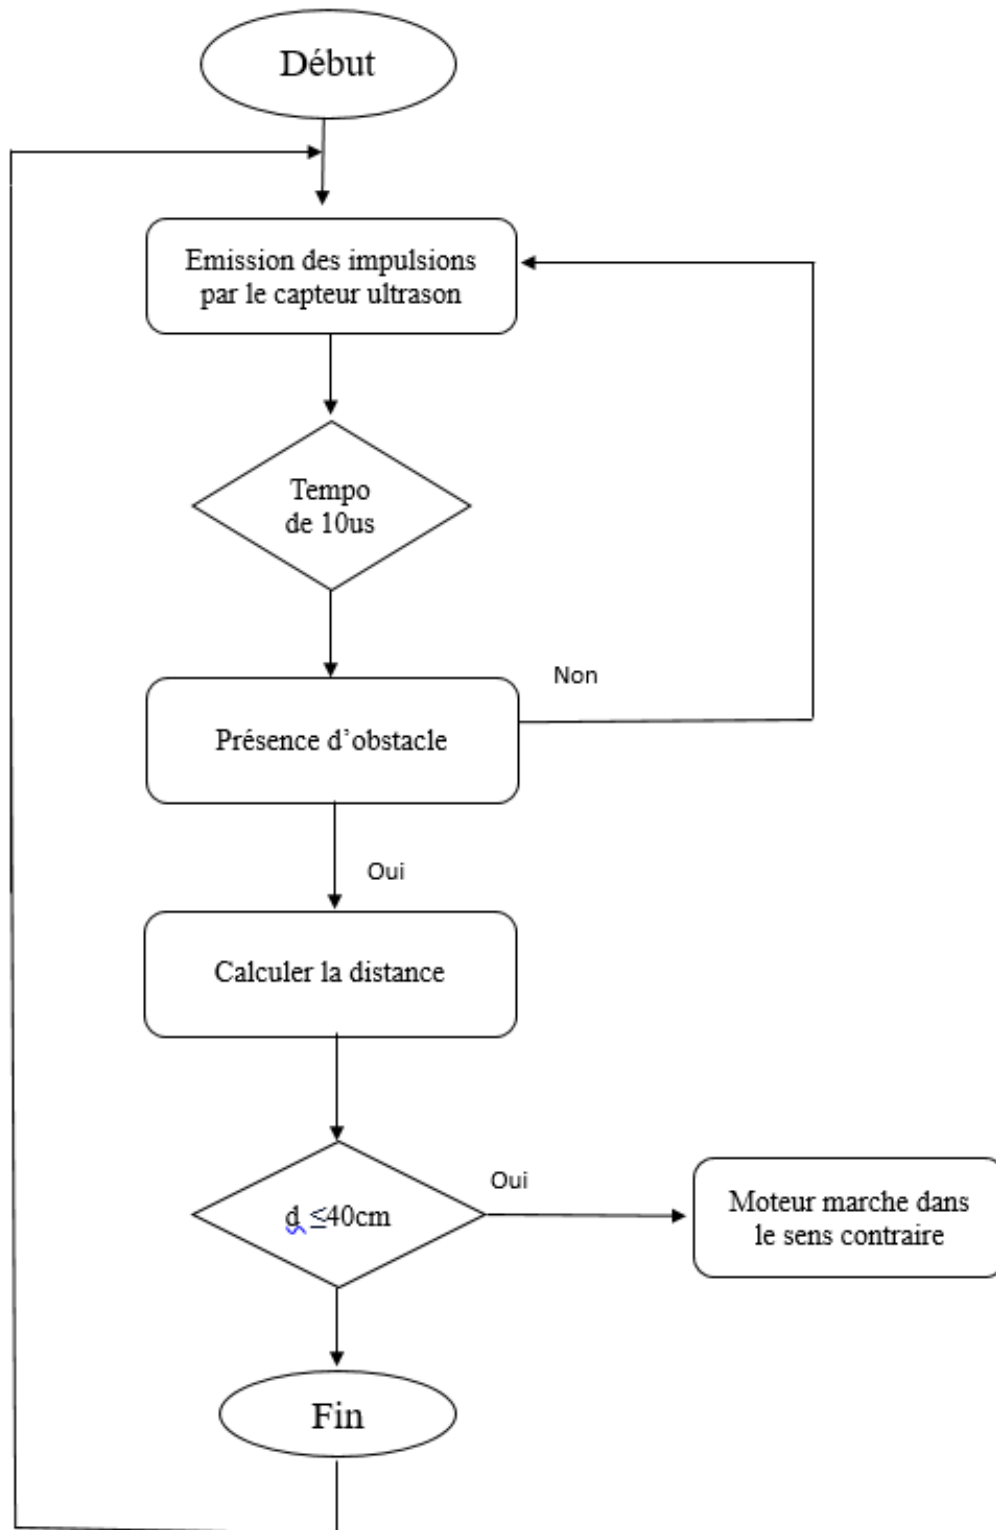 Début
Emission des impulsions
par le capteur ultrason
Tempo
de 10us
Non
Présence d’obstacle
Oui
Calculer la distance
Oui
d ≤40cm
Moteur marche dans
le sens contraire
Fin